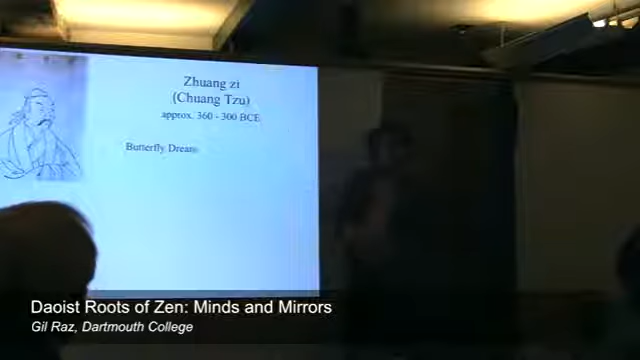 Zhuang zi
(Chuang Tzu)
approx. 360 - 300 BCE
Butterfly Dream
Daoist Roots of Zen: Minds and Mirrors
Gil Raz, Dartmouth College